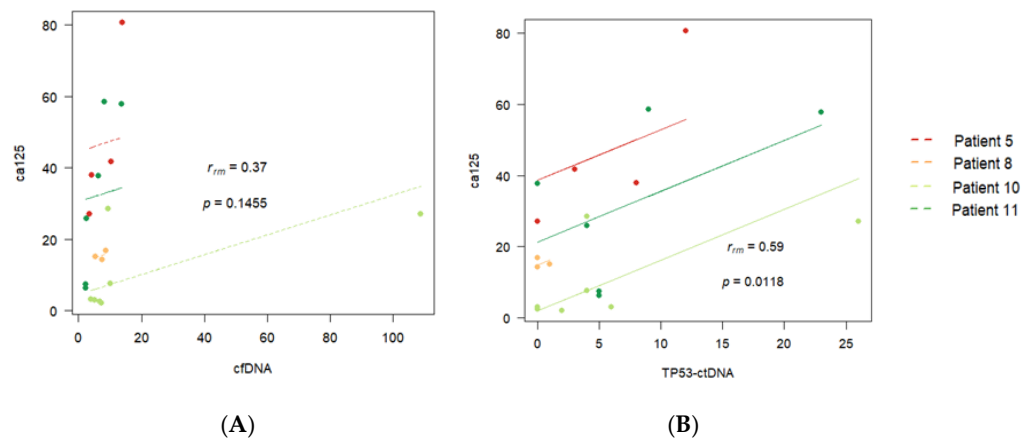 80
60
40
20
0
ca125
r_rm = 0.37
p = 0.1455
0 20 40 60 80 100
cfDNA
(A)
80
60
40
20
0
ca125
r_rm = 0.59
p = 0.0118
0 5 10 15 20 25
TP53-ctDNA
(B)
Patient 5
Patient 8
Patient 10
Patient 11